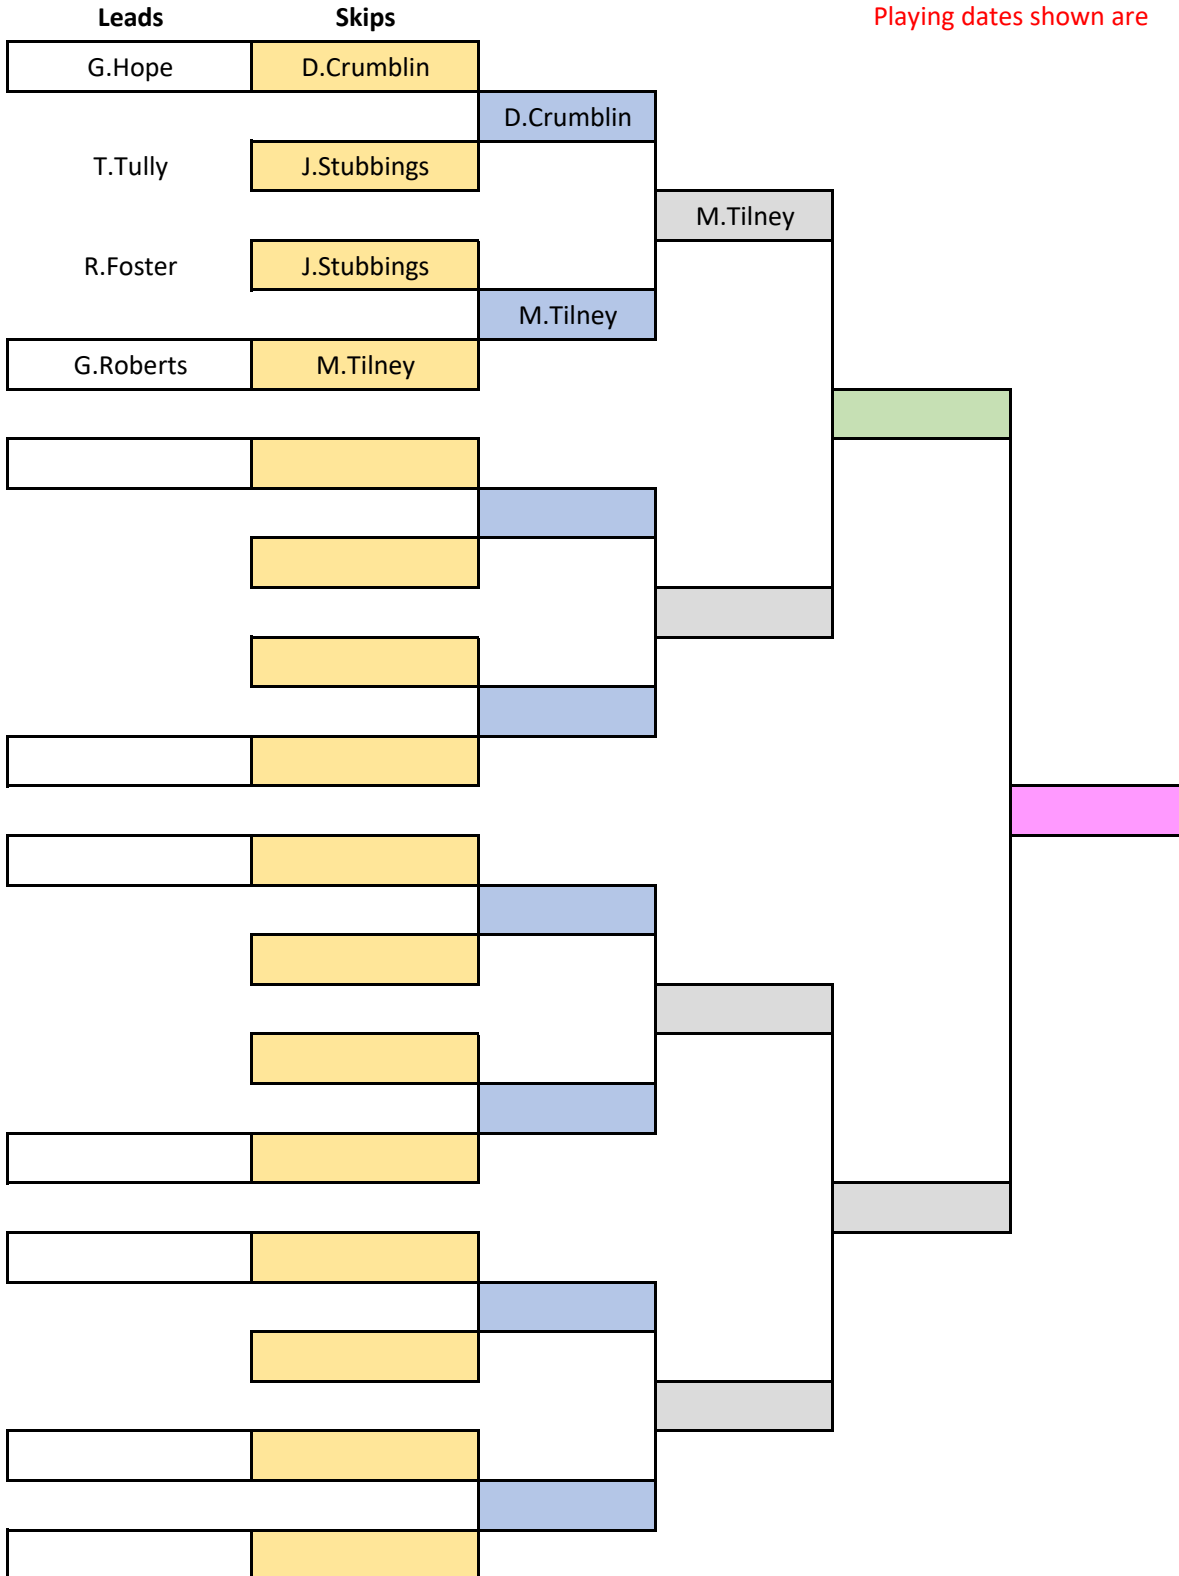 Leads Skips Playing dates shown are
G.Hope D.Crumblin
D.Crumblin
T.Tully J.Stubbings
M.Tilney
R.Foster J.Stubbings
M.Tilney
G.Roberts M.Tilney